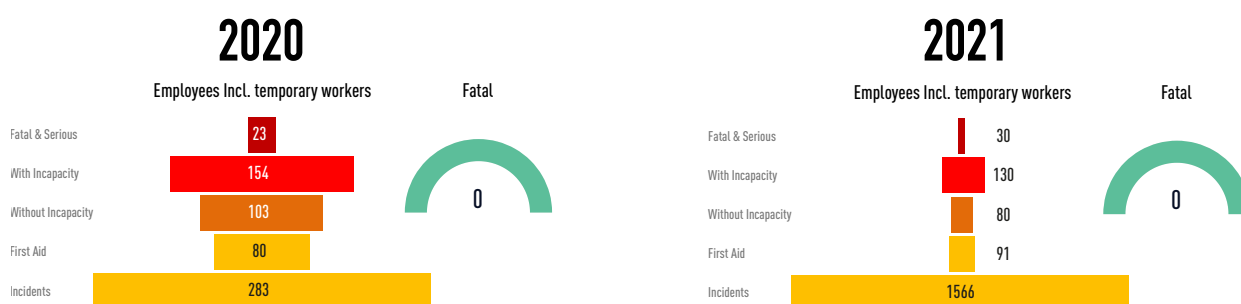 2020
Employees Incl. temporary workers
Fatal
Fatal & Serious
23
With Incapacity
154
Without Incapacity
103
First Aid
80
Incidents
283
0
2021
Employees Incl. temporary workers
Fatal
Fatal & Serious
30
With Incapacity
130
Without Incapacity
80
First Aid
91
Incidents
1566
0